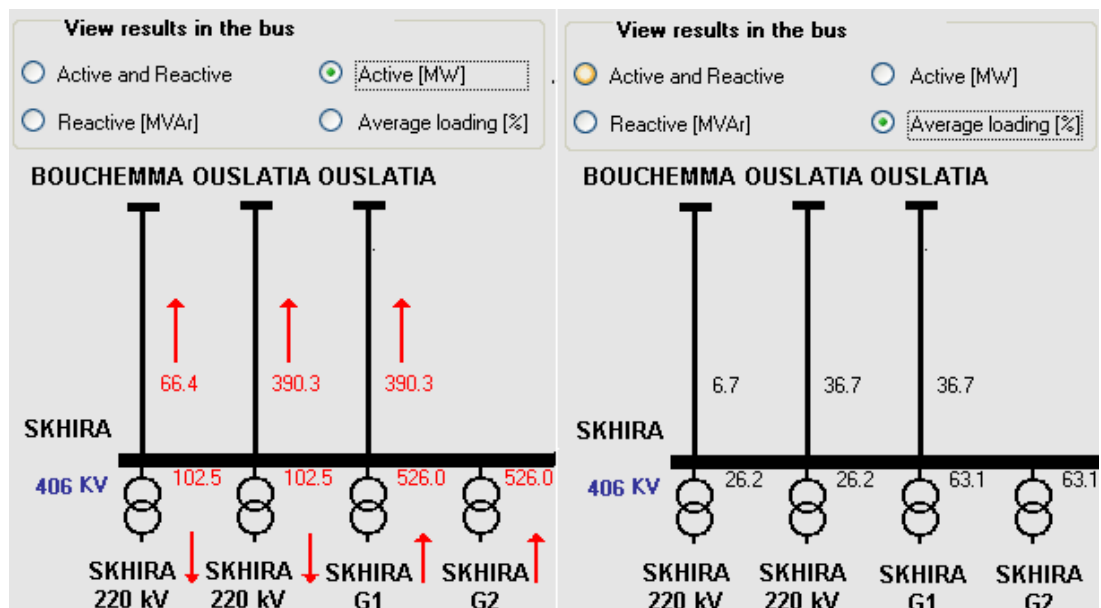 View results in the bus
Active and Reactive
Active [MW]
Reactive [MVAr]
Average loading [%]
BOUCHEMMA OUSLATIA OUSLATIA
66.4 390.3 390.3
SKHIRA
406 KV
102.5 102.5 526.0 526.0
SKHIRA SKHIRA SKHIRA SKHIRA
220 kV 220 kV G1 G2
View results in the bus
Active and Reactive
Active [MW]
Reactive [MVAr]
Average loading [%]
BOUCHEMMA OUSLATIA OUSLATIA
6.7 36.7 36.7
SKHIRA
406 KV
26.2 26.2 63.1 63.1
SKHIRA SKHIRA SKHIRA SKHIRA
220 kV 220 kV G1 G2